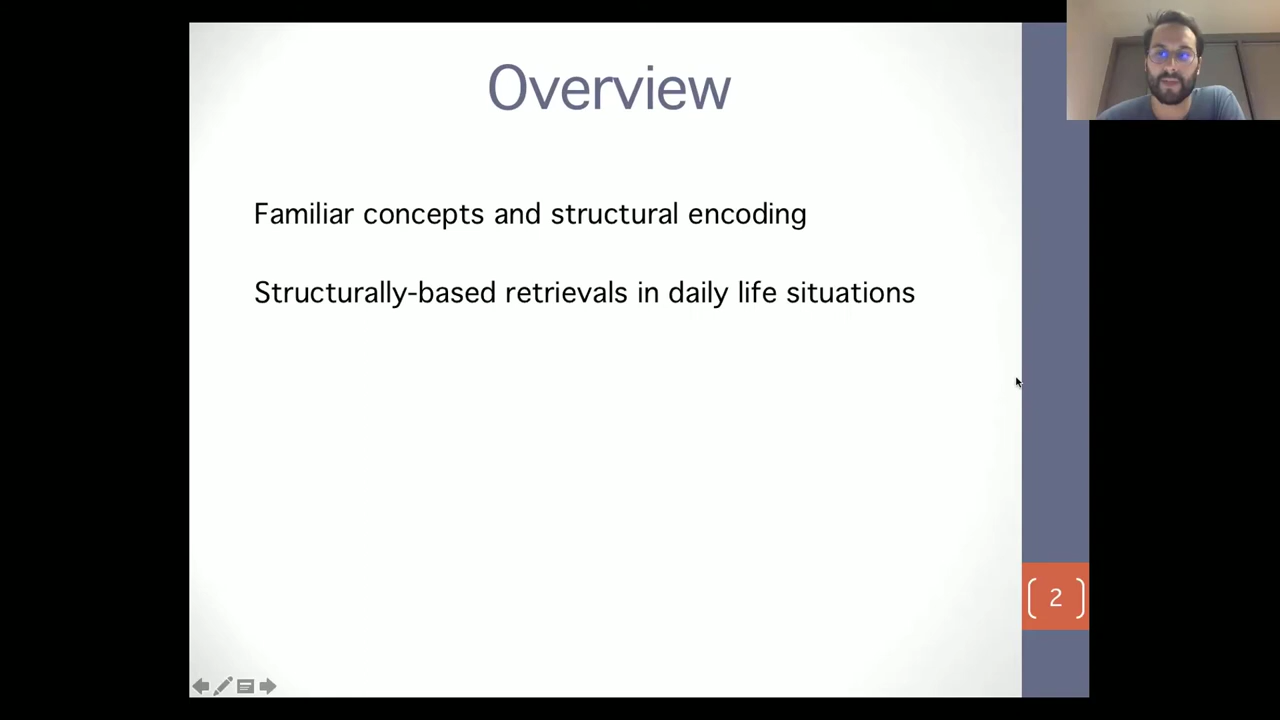 Overview
Familiar concepts and structural encoding
Structurally-based retrievals in daily life situations
2